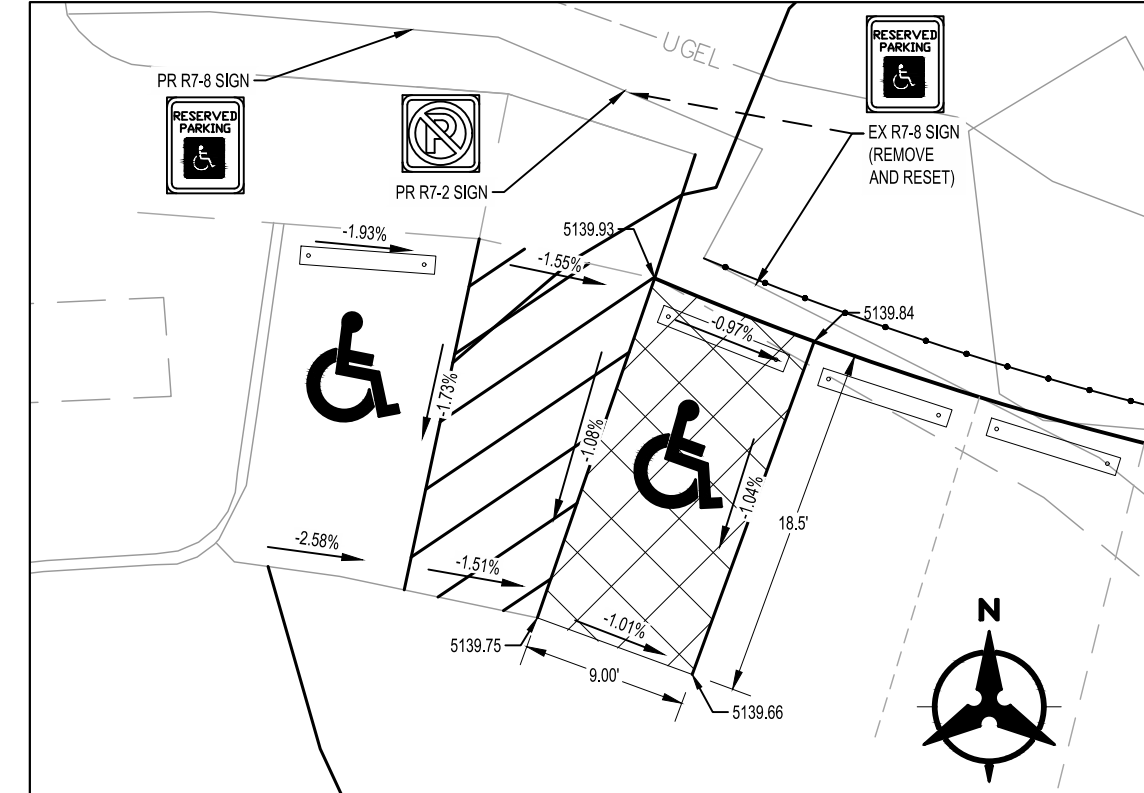 UGEL
RESERVED
PARKING
PR R7-8 SIGN
RESERVED
PARKING
P
EX R7-8 SIGN
(REMOVE
AND RESET)
PR R7-2 SIGN
-1.93%
5139.93
-1.55%
5139.84
-0.97%
-1.73%
-1.08%
-1.04%
18.5'
-2.58%
-1.51%
-1.01%
5139.75
9.00'
5139.66
N